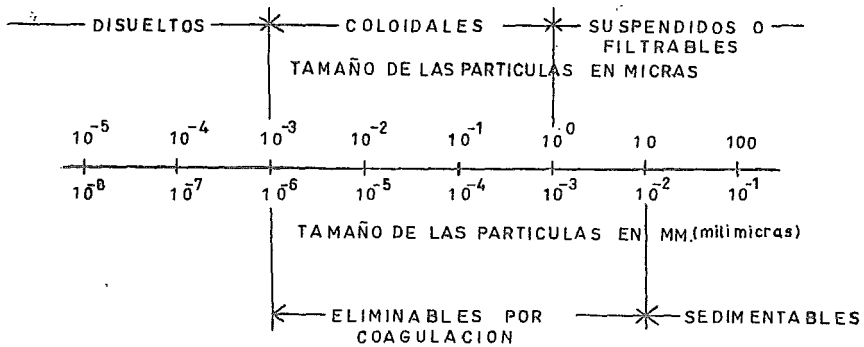 DISUELTOS
COLOIDALES
SUSPENDIDOS O
FILTRABLES
TAMAÑO DE LAS PARTICULAS EN MICRAS
10⁻⁵ 10⁻⁴ 10⁻³ 10⁻² 10⁻¹ 10⁰ 10 100
10⁻⁸ 10⁻⁷ 10⁻⁶ 10⁻⁵ 10⁻⁴ 10⁻³ 10⁻² 10⁻¹
TAMAÑO DE LAS PARTICULAS EN MM.(milimicras)
ELIMINABLES POR
COAGULACION
SEDIMENTABLES